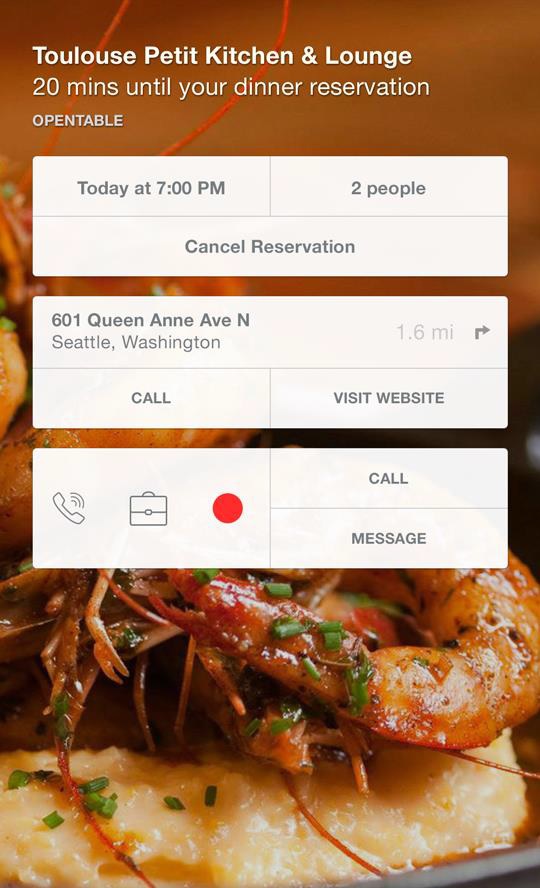 Toulouse Petit Kitchen & Lounge
20 mins until your dinner reservation
OPENTABLE
Today at 7:00 PM
2 people
Cancel Reservation
601 Queen Anne Ave N
Seattle, Washington
1.6 mi
CALL
VISIT WEBSITE
CALL
MESSAGE